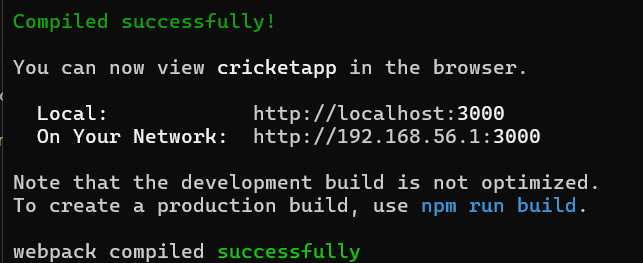 Compiled successfully!
You can now view cricketapp in the browser.
Local: http://localhost:3000
On Your Network: http://192.168.56.1:3000
Note that the development build is not optimized.
To create a production build, use npm run build.
webpack compiled successfully